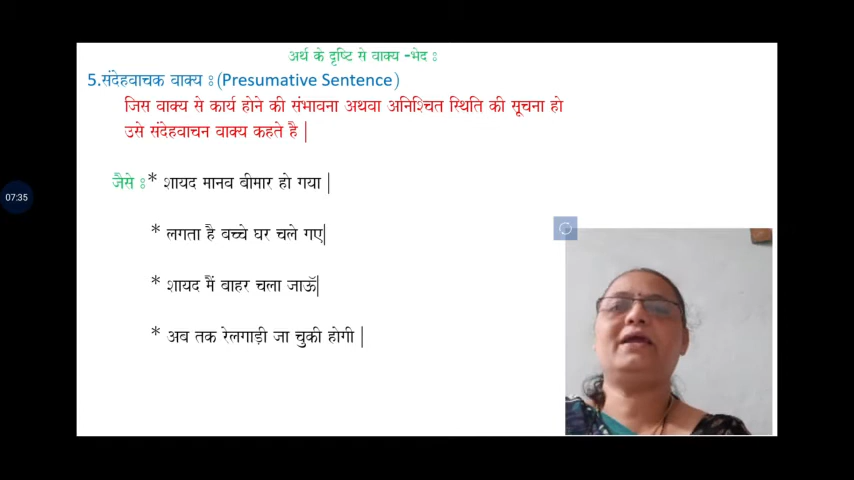 अर्थ के दृष्टि से वाक्य -भेद :
5.संदेहवाचक वाक्य : (Presumative Sentence)
जिस वाक्य से कार्य होने की संभावना अथवा अनिश्चित स्थिति की सूचना हो
उसे संदेहवाचन वाक्य कहते है |
जैसे : * शायद मानव बीमार हो गया |
* लगता है बच्चे घर चले गए|
* शायद मैं बाहर चला जाऊँ|
* अब तक रेलगाड़ी जा चुकी होगी |
07:35